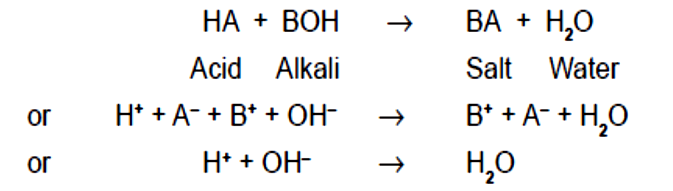 HA + BOH → BA + H₂O
Acid Alkali Salt Water
or H⁺ + A⁻ + B⁺ + OH⁻ → B⁺ + A⁻ + H₂O
or H⁺ + OH⁻ → H₂O